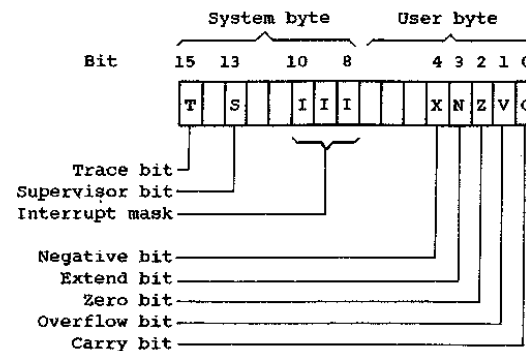 System byte User byte
Bit 15 13 10 8 4 3 2 1 0
T S I I I X N Z V C
Trace bit
Supervisor bit
Interrupt mask
Negative bit
Extend bit
Zero bit
Overflow bit
Carry bit